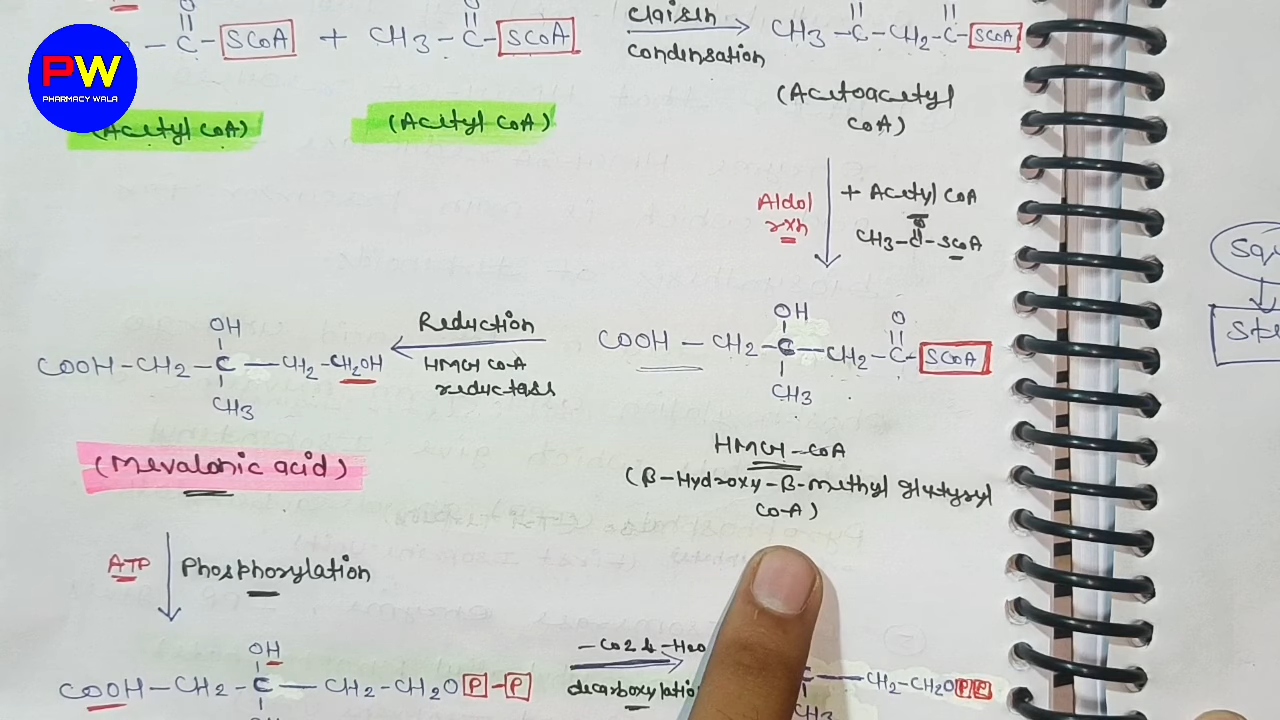 O
— C — SCoA + CH3 — C — SCoA
Claisen
condensation
CH3 — C — CH2 — C — SCoA
PW
PHARMACY WALA
(Acetyl CoA)
(Acetyl CoA)
(Acetoacetyl
CoA)
Aldol
rxn
+ Acetyl CoA
O
CH3-C-SCoA
OH
COOH-CH2-C-CH2-CH2OH
CH3
Reduction
HMG CoA
reductase
OH
O
COOH — CH2 — C — CH2 — C — SCoA
CH3
(Mevalonic acid)
HMG-CoA
(β-Hydroxy-β-methyl glutaryl
Co-A)
ATP
Phosphorylation
OH
COOH — CH2 — C — CH2 — CH2O P — P
- CO2 & - H2O
C — CH2 — CH2O P P
CH3